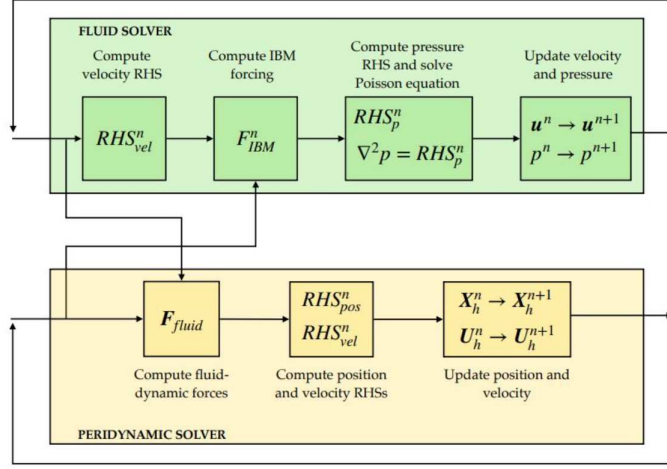 FLUID SOLVER
Compute
velocity RHS
Compute IBM
forcing
Compute pressure
RHS and solve
Poisson equation
Update velocity
and pressure
RHS^n_vel
F^n_IBM
RHS^n_p
∇²p = RHS^n_p
u^n → u^{n+1}
p^n → p^{n+1}
F_fluid
RHS^n_pos
RHS^n_vel
X^n_h → X^{n+1}_h
U^n_h → U^{n+1}_h
Compute fluid-
dynamic forces
Compute position
and velocity RHSs
Update position and
velocity
PERIDYNAMIC SOLVER